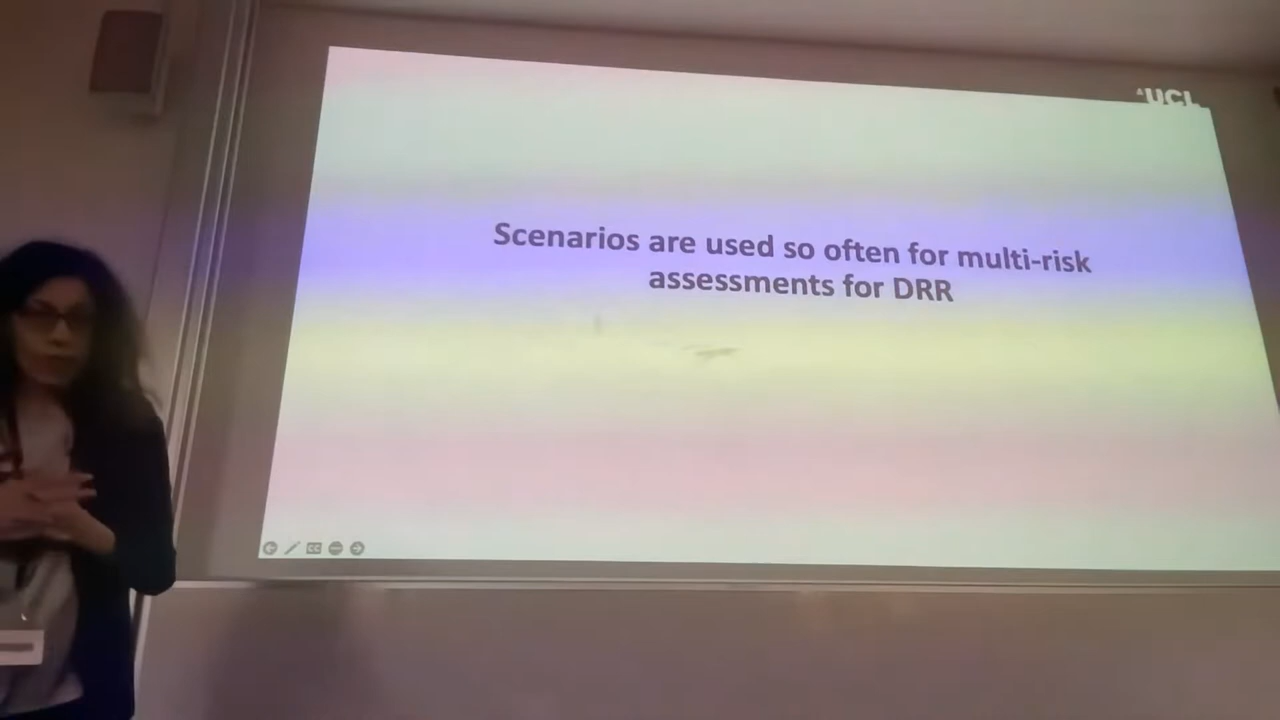 UCL
Scenarios are used so often for multi-risk
assessments for DRR